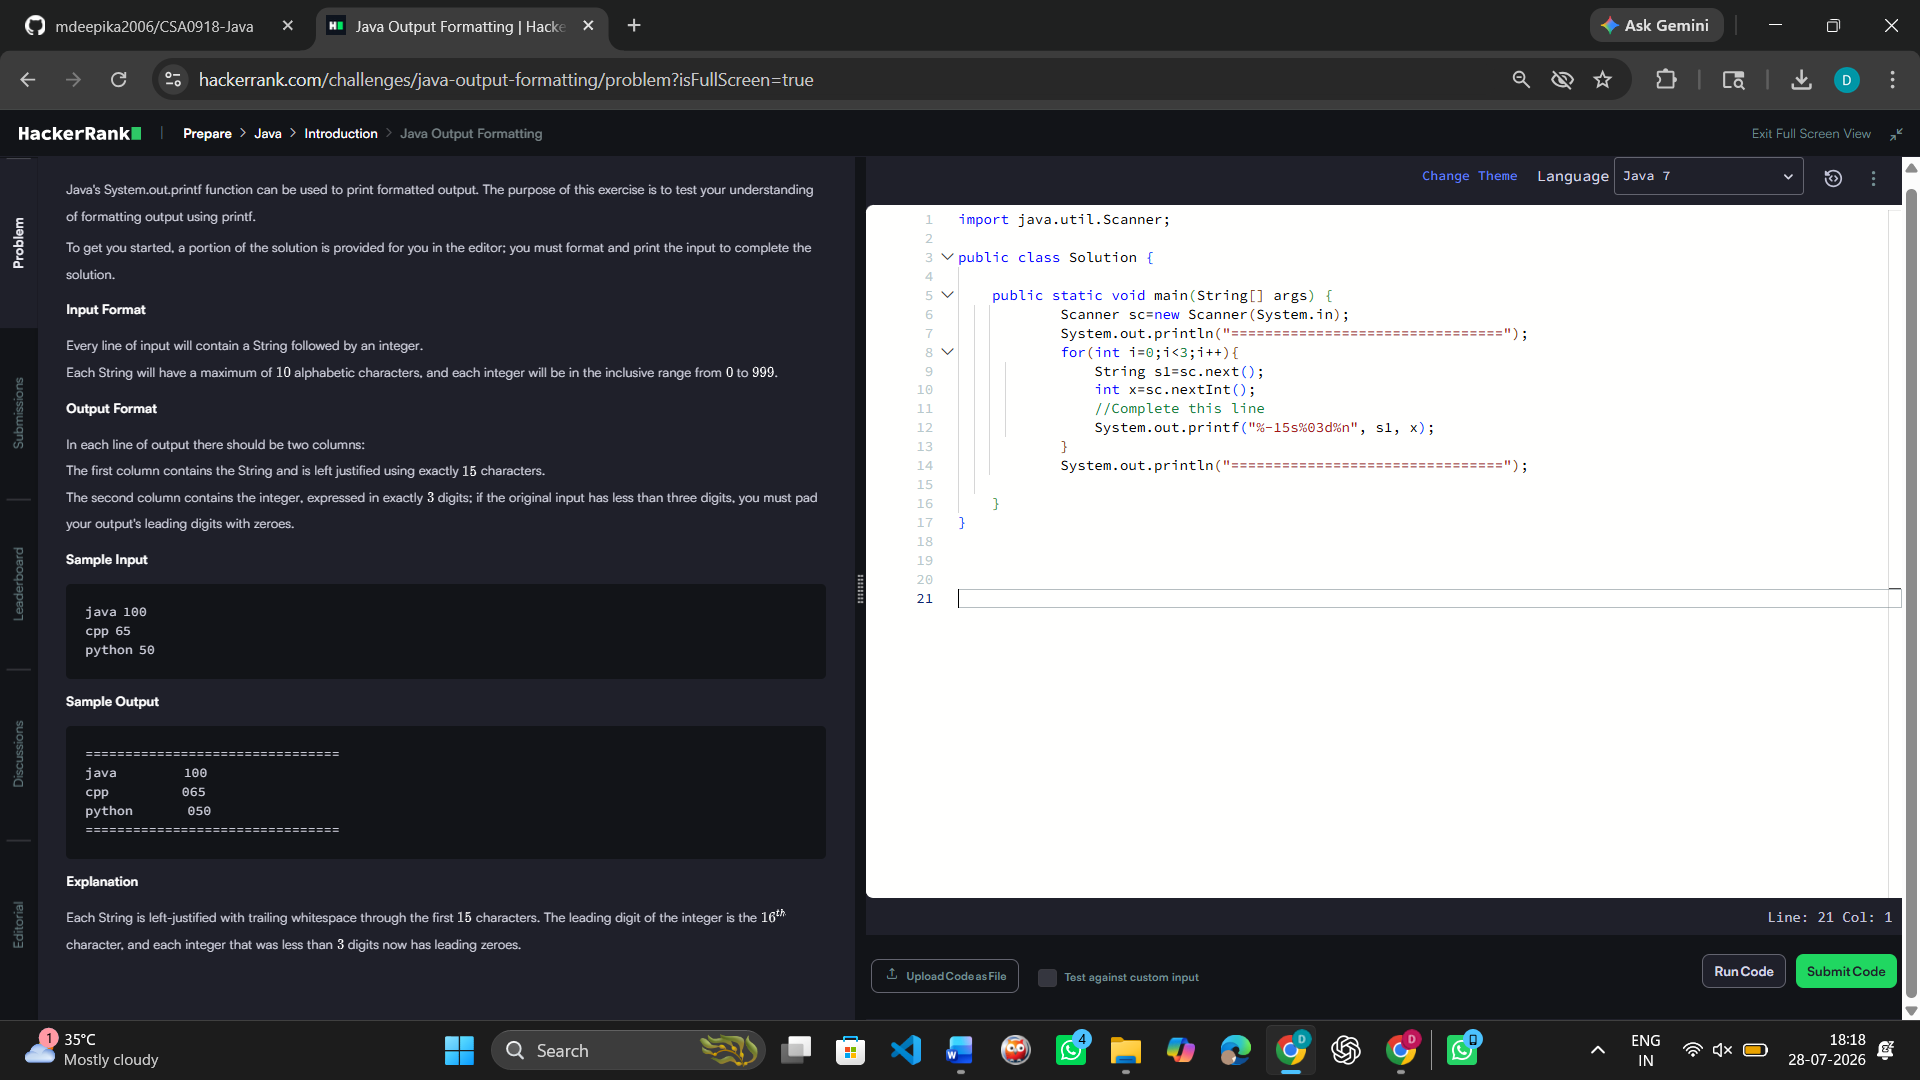 mdeepika2006/CSA0918-Java
Java Output Formatting | Hacke
Ask Gemini
hackerrank.com/challenges/java-output-formatting/problem?isFullScreen=true
D
HackerRank
Prepare > Java > Introduction > Java Output Formatting
Exit Full Screen View
Problem
Submissions
Leaderboard
Discussions
Editorial
Java's System.out.printf function can be used to print formatted output. The purpose of this exercise is to test your understanding
of formatting output using printf.
To get you started, a portion of the solution is provided for you in the editor; you must format and print the input to complete the
solution.
Input Format
Every line of input will contain a String followed by an integer.
Each String will have a maximum of 10 alphabetic characters, and each integer will be in the inclusive range from 0 to 999.
Output Format
In each line of output there should be two columns:
The first column contains the String and is left justified using exactly 15 characters.
The second column contains the integer, expressed in exactly 3 digits; if the original input has less than three digits, you must pad
your output's leading digits with zeroes.
Sample Input
java 100
cpp 65
python 50
Sample Output
================================
java           100
cpp            065
python         050
================================
Explanation
Each String is left-justified with trailing whitespace through the first 15 characters. The leading digit of the integer is the 16th
character, and each integer that was less than 3 digits now has leading zeroes.
Change Theme
Language
Java 7
1 import java.util.Scanner;
2
3 public class Solution {
4
5     public static void main(String[] args) {
6             Scanner sc=new Scanner(System.in);
7             System.out.println("================================");
8             for(int i=0;i<3;i++){
9                 String s1=sc.next();
10                 int x=sc.nextInt();
11                 //Complete this line
12                 System.out.printf("%-15s%03d%n", s1, x);
13             }
14             System.out.println("================================");
15
16     }
17 }
18
19
20
21
Line: 21 Col: 1
Upload Code as File
Test against custom input
Run Code
Submit Code
1
35°C
Mostly cloudy
Search
4
D
D
ENG
IN
18:18
28-07-2026